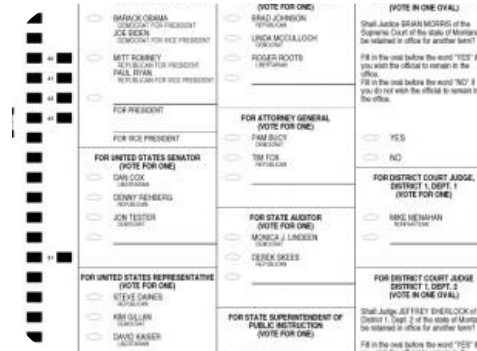 BARACK OBAMA
DEMOCRAT FOR PRESIDENT
JOE BIDEN
DEMOCRAT FOR VICE PRESIDENT
MITT ROMNEY
REPUBLICAN FOR PRESIDENT
PAUL RYAN
REPUBLICAN FOR VICE PRESIDENT
FOR PRESIDENT
FOR VICE PRESIDENT
FOR UNITED STATES SENATOR
(VOTE FOR ONE)
DAN COX
LIBERTARIAN
DENNY REHBERG
REPUBLICAN
JON TESTER
DEMOCRAT
FOR UNITED STATES REPRESENTATIVE
(VOTE FOR ONE)
STEVE DAINES
REPUBLICAN
KIM GILLAN
DEMOCRAT
DAVID KAISER
LIBERTARIAN
(VOTE FOR ONE)
BRAD JOHNSON
REPUBLICAN
LINDA MCCULLOCH
DEMOCRAT
ROGER ROOTS
LIBERTARIAN
FOR ATTORNEY GENERAL
(VOTE FOR ONE)
PAM BUCY
DEMOCRAT
TIM FOX
REPUBLICAN
FOR STATE AUDITOR
(VOTE FOR ONE)
MONICA J. LINDEEN
DEMOCRAT
DEREK SKEES
REPUBLICAN
FOR STATE SUPERINTENDENT OF
PUBLIC INSTRUCTION
(VOTE FOR ONE)
(VOTE IN ONE OVAL)
Shall Justice BRIAN MORRIS of the
Supreme Court of the state of Montana
be retained in office for another term?
Fill in the oval before the word "YES" if
you wish the official to remain in the
office.
Fill in the oval before the word "NO" if
you do not wish the official to remain in
the office.
YES
NO
FOR DISTRICT COURT JUDGE,
DISTRICT 1, DEPT. 1
(VOTE FOR ONE)
MIKE MENAHAN
NONPARTISAN
FOR DISTRICT COURT JUDGE
DISTRICT 1, DEPT. 2
(VOTE IN ONE OVAL)
Shall Judge JEFFREY SHERLOCK of
District 1, Dept. 2 of the state of Montana
be retained in office for another term?
Fill in the oval before the word "YES" if